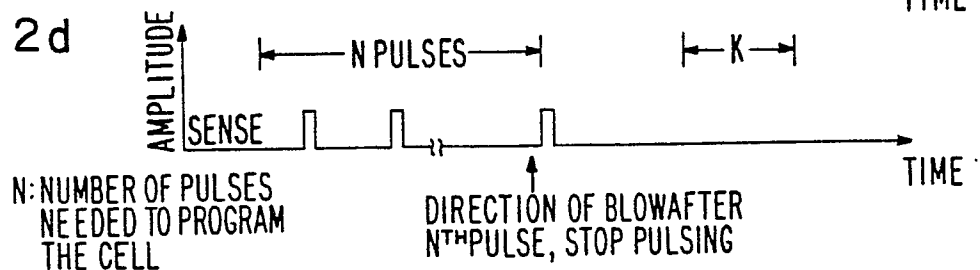 TIME
2d
AMPLITUDE
N PULSES
K
SENSE
TIME
N: NUMBER OF PULSES
NEEDED TO PROGRAM
THE CELL
DIRECTION OF BLOWAFTER
NTH PULSE, STOP PULSING